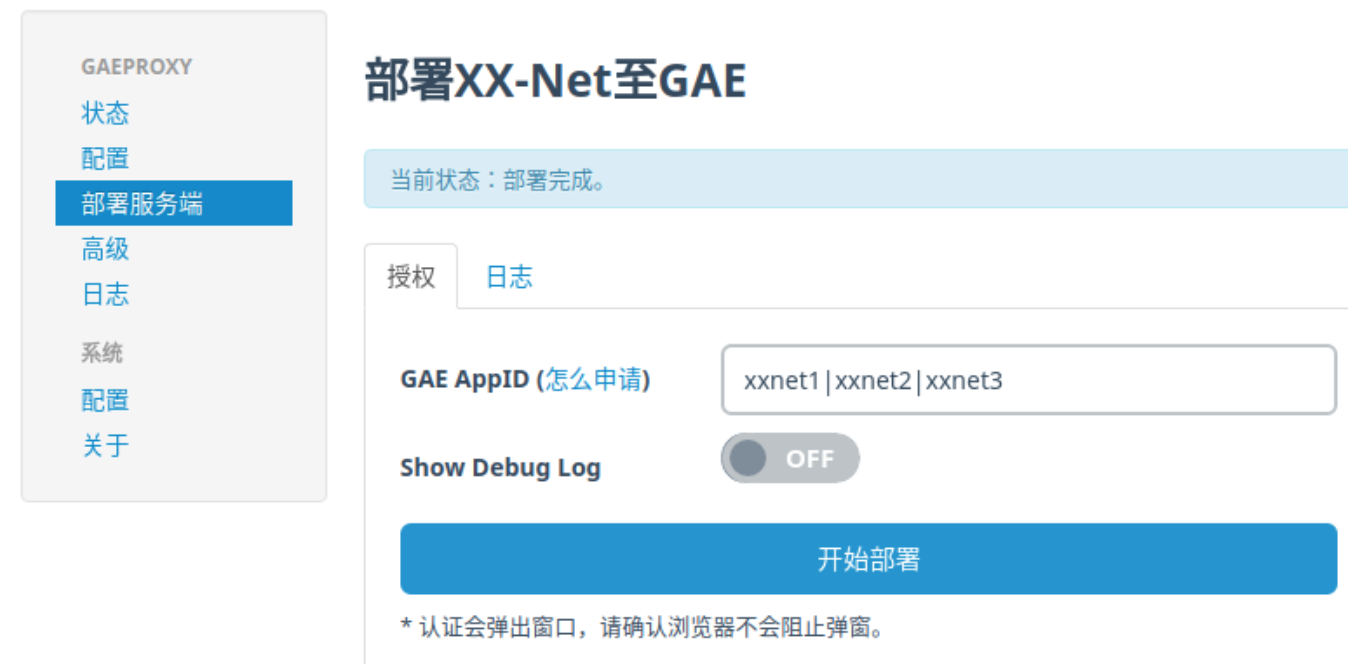 GAEPROXY
状态
配置
部署服务端
高级
日志
系统
配置
关于
部署XX-Net至GAE
当前状态：部署完成。
授权 日志
GAE AppID (怎么申请) xxnet1|xxnet2|xxnet3
Show Debug Log OFF
开始部署
* 认证会弹出窗口，请确认浏览器不会阻止弹窗。